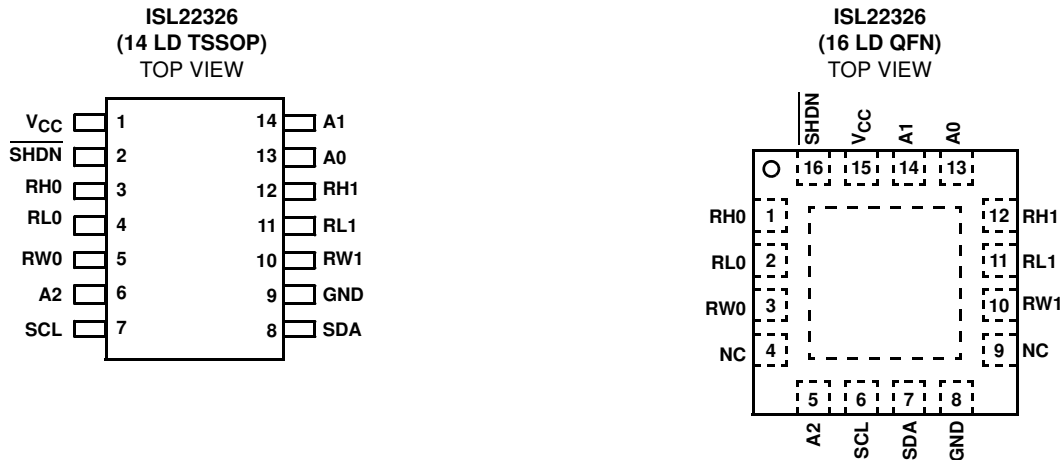 ISL22326
(14 LD TSSOP)
TOP VIEW
VCC 1 14 A1
SHDN 2 13 A0
RH0 3 12 RH1
RL0 4 11 RL1
RW0 5 10 RW1
A2 6 9 GND
SCL 7 8 SDA
ISL22326
(16 LD QFN)
TOP VIEW
SHDN VCC A1 A0
16 15 14 13
RH0 1 12 RH1
RL0 2 11 RL1
RW0 3 10 RW1
NC 4 9 NC
5 6 7 8
A2 SCL SDA GND